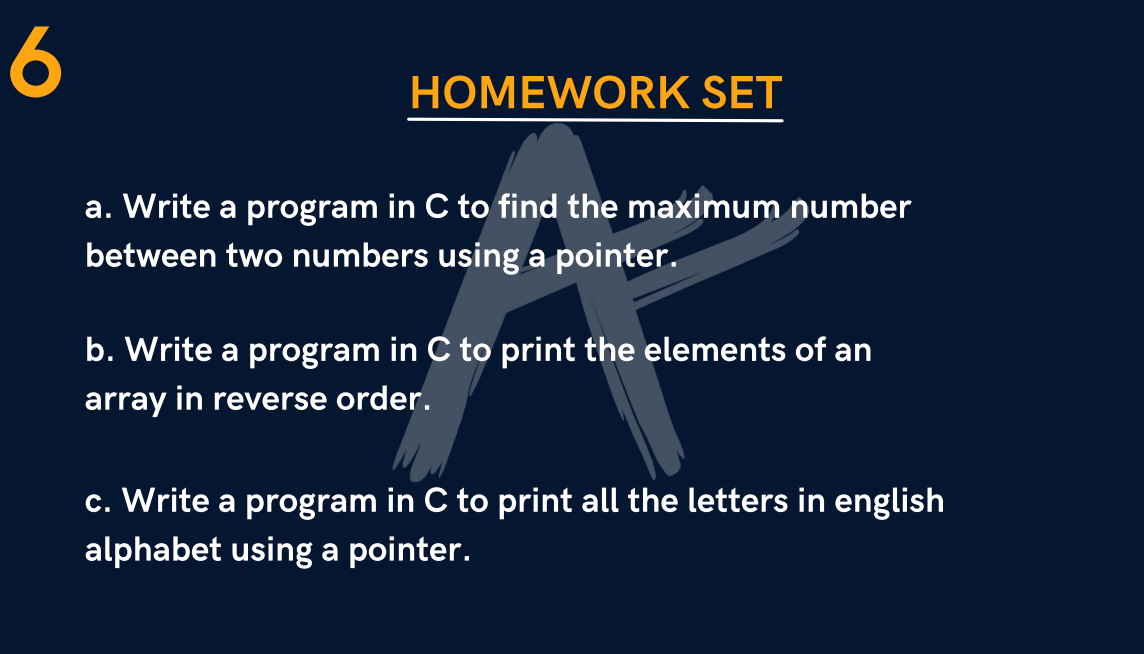 6
HOMEWORK SET
a. Write a program in C to find the maximum number
between two numbers using a pointer.
b. Write a program in C to print the elements of an
array in reverse order.
c. Write a program in C to print all the letters in english
alphabet using a pointer.